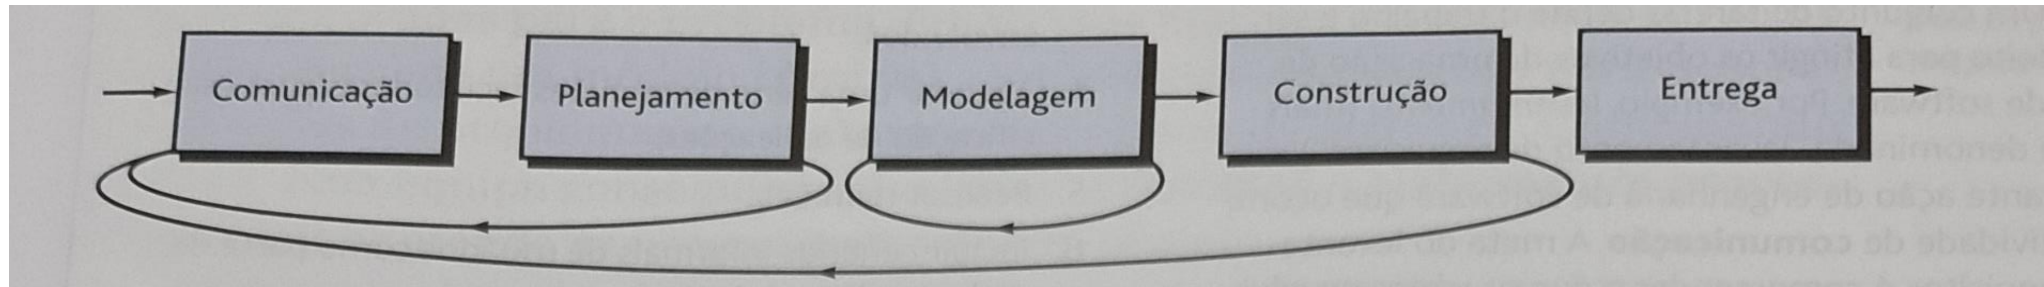 Comunicação
Planejamento
Modelagem
Construção
Entrega